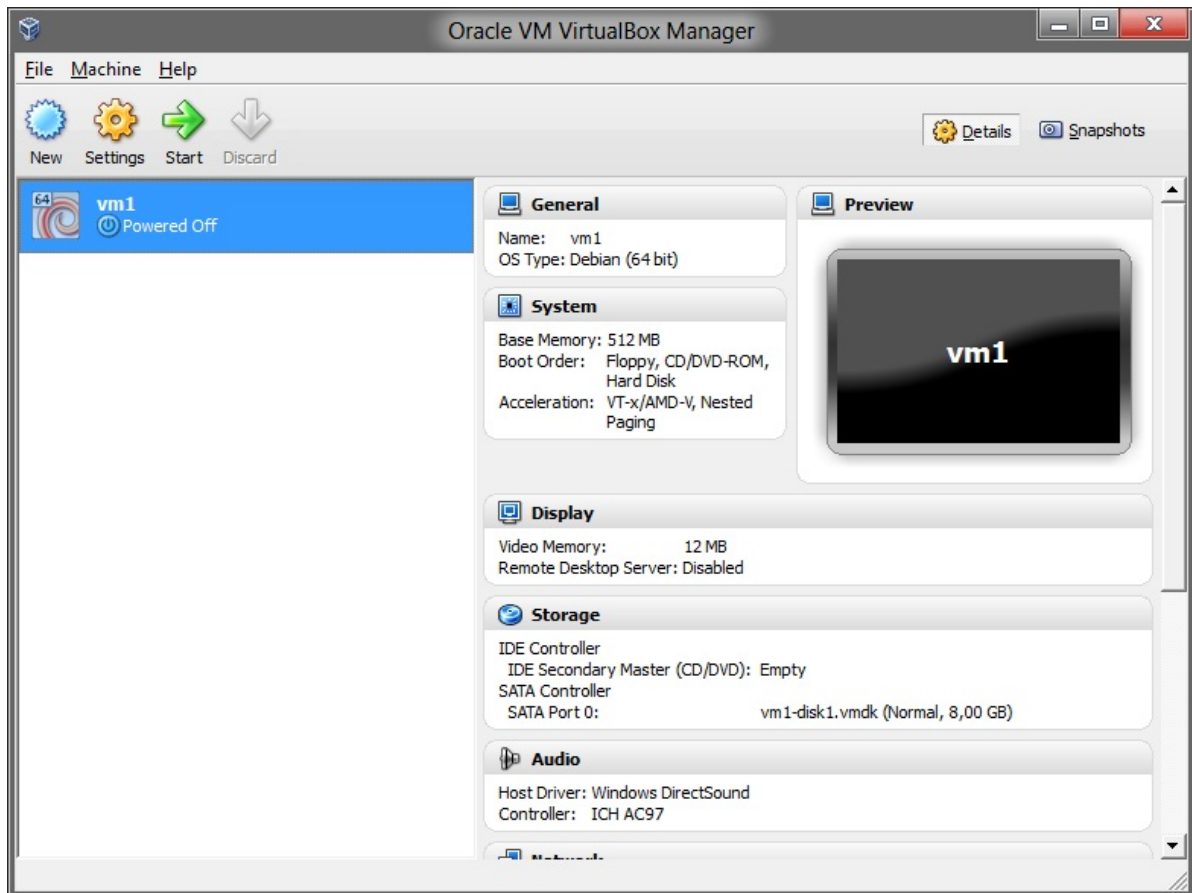 Oracle VM VirtualBox Manager
File Machine Help
New Settings Start Discard
Details Snapshots
64
vm1
Powered Off
General
Name: vm1
OS Type: Debian (64 bit)
System
Base Memory: 512 MB
Boot Order: Floppy, CD/DVD-ROM,
Hard Disk
Acceleration: VT-x/AMD-V, Nested
Paging
Preview
vm1
Display
Video Memory: 12 MB
Remote Desktop Server: Disabled
Storage
IDE Controller
IDE Secondary Master (CD/DVD): Empty
SATA Controller
SATA Port 0: vm1-disk1.vmdk (Normal, 8,00 GB)
Audio
Host Driver: Windows DirectSound
Controller: ICH AC97
Network